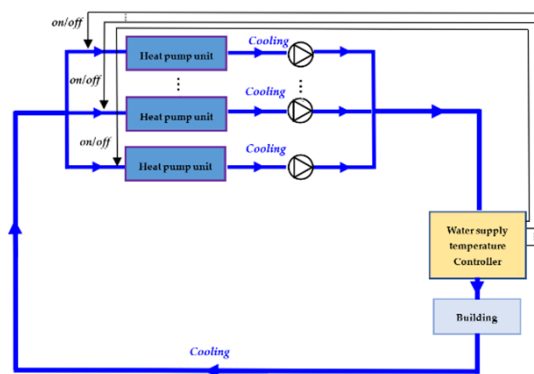 on/off
Cooling
Heat pump unit
on/off
Cooling
Heat pump unit
on/off
Cooling
Heat pump unit
Water supply
temperature
Controller
Building
Cooling